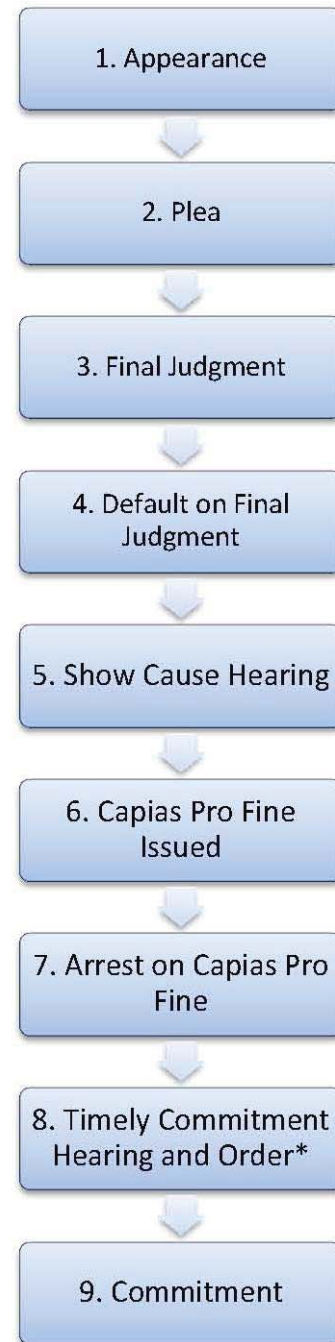 1. Appearance
2. Plea
3. Final Judgment
4. Default on Final
Judgment
5. Show Cause Hearing
6. Capias Pro Fine
Issued
7. Arrest on Capias Pro
Fine
8. Timely Commitment
Hearing and Order*
9. Commitment